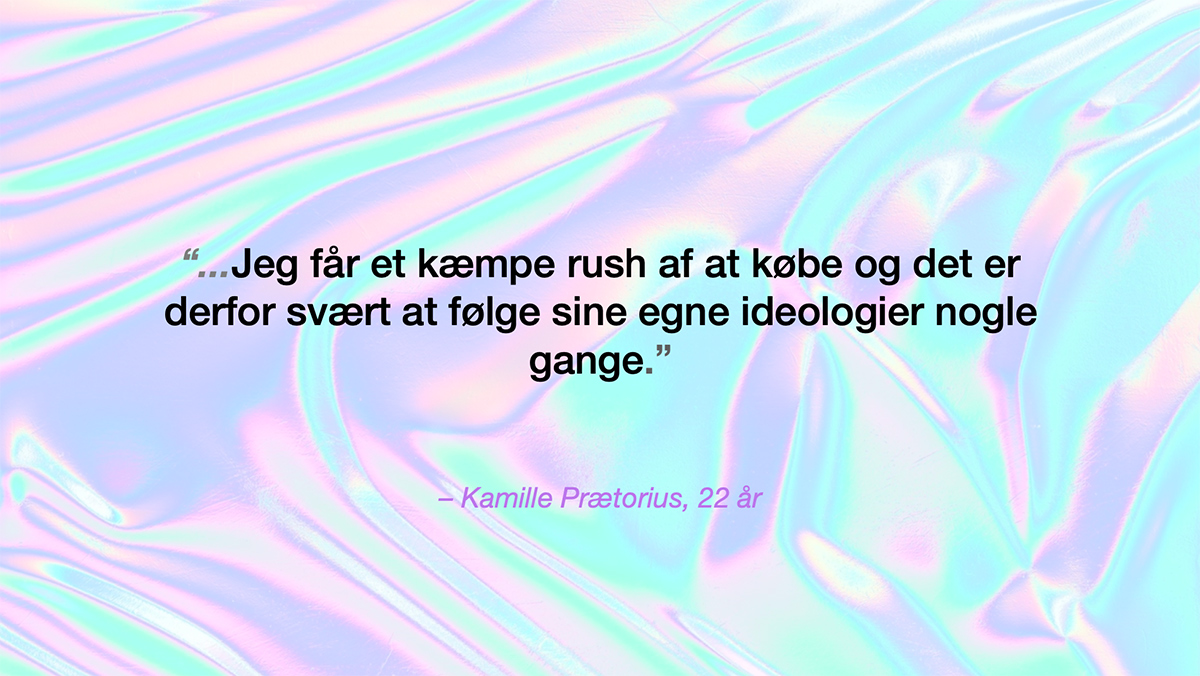 “...Jeg får et kæmpe rush af at købe og det er
derfor svært at følge sine egne ideologier nogle
gange.”
– Kamille Prætorius, 22 år